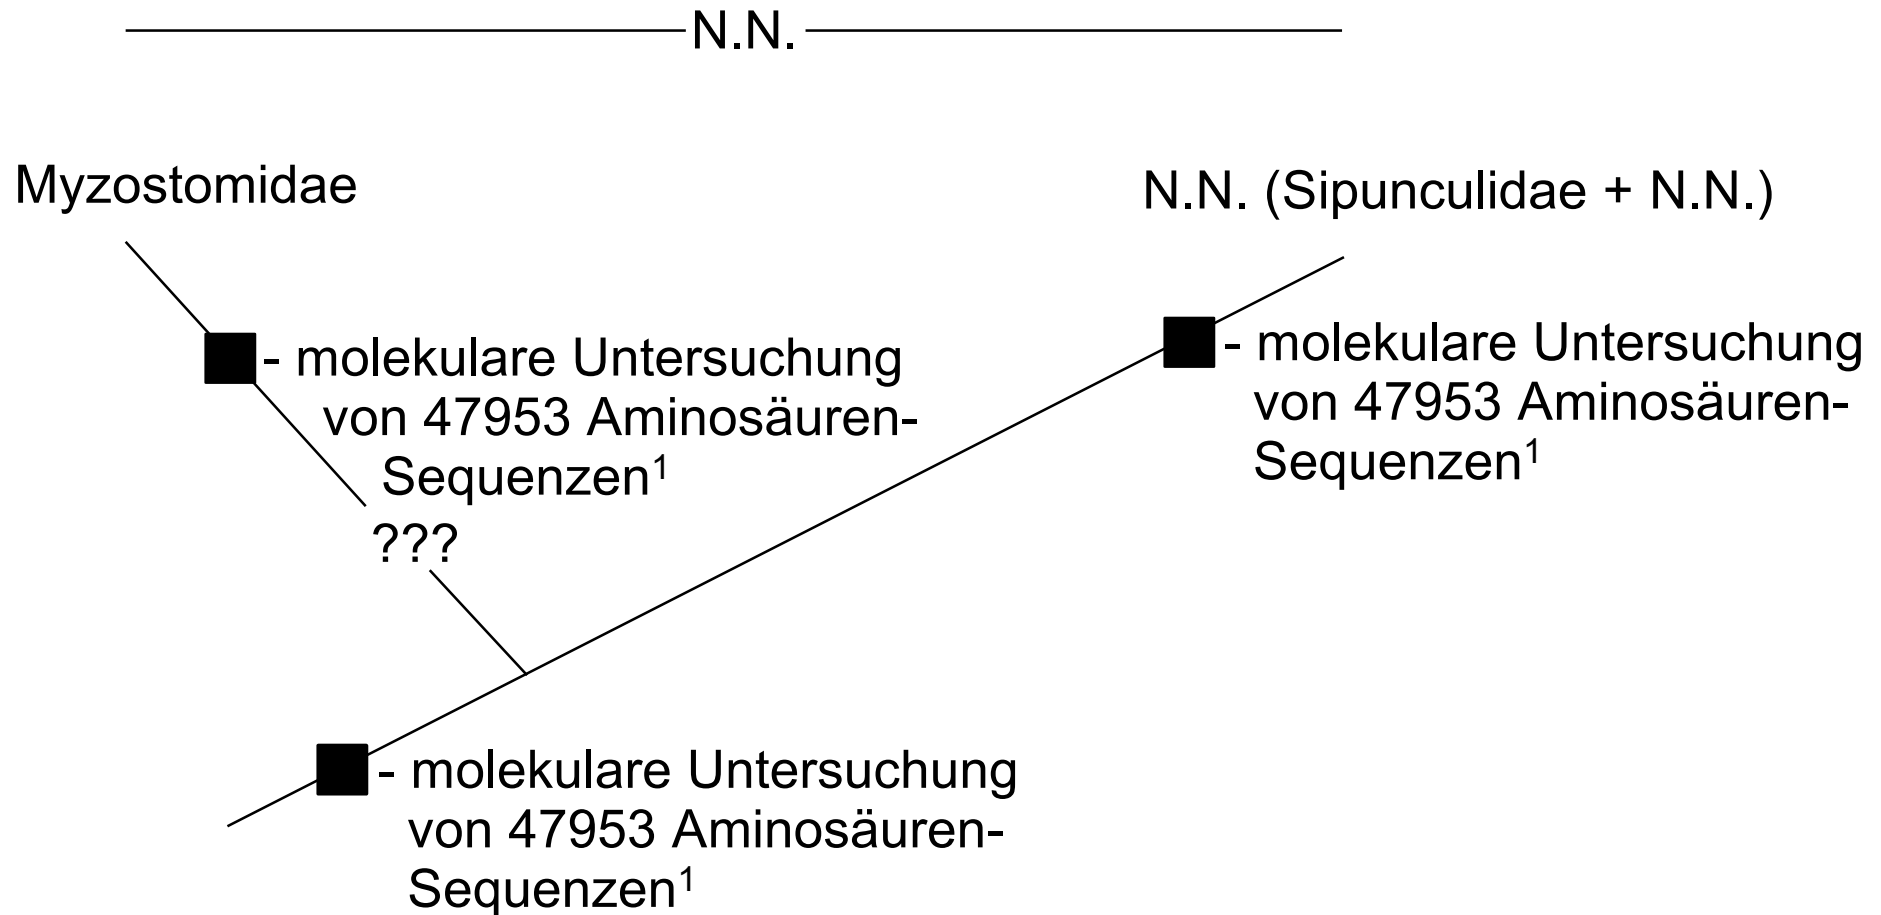 N.N.
Myzostomidae
N.N. (Sipunculidae + N.N.)
- molekulare Untersuchung
von 47953 Aminosäuren-
Sequenzen¹
- molekulare Untersuchung
von 47953 Aminosäuren-
Sequenzen¹
???
- molekulare Untersuchung
von 47953 Aminosäuren-
Sequenzen¹